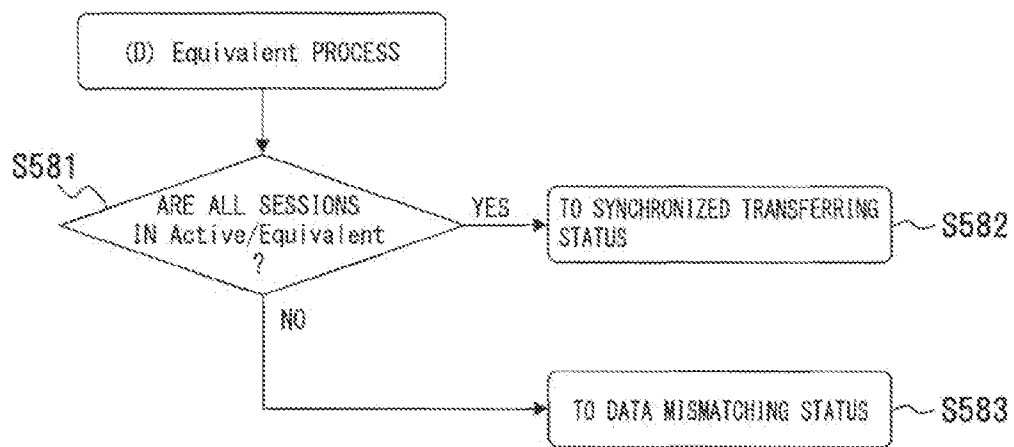 (D) Equivalent PROCESS
S581
ARE ALL SESSIONS
IN Active/Equivalent
?
YES
TO SYNCHRONIZED TRANSFERRING
STATUS
S582
NO
TO DATA MISMATCHING STATUS
S583